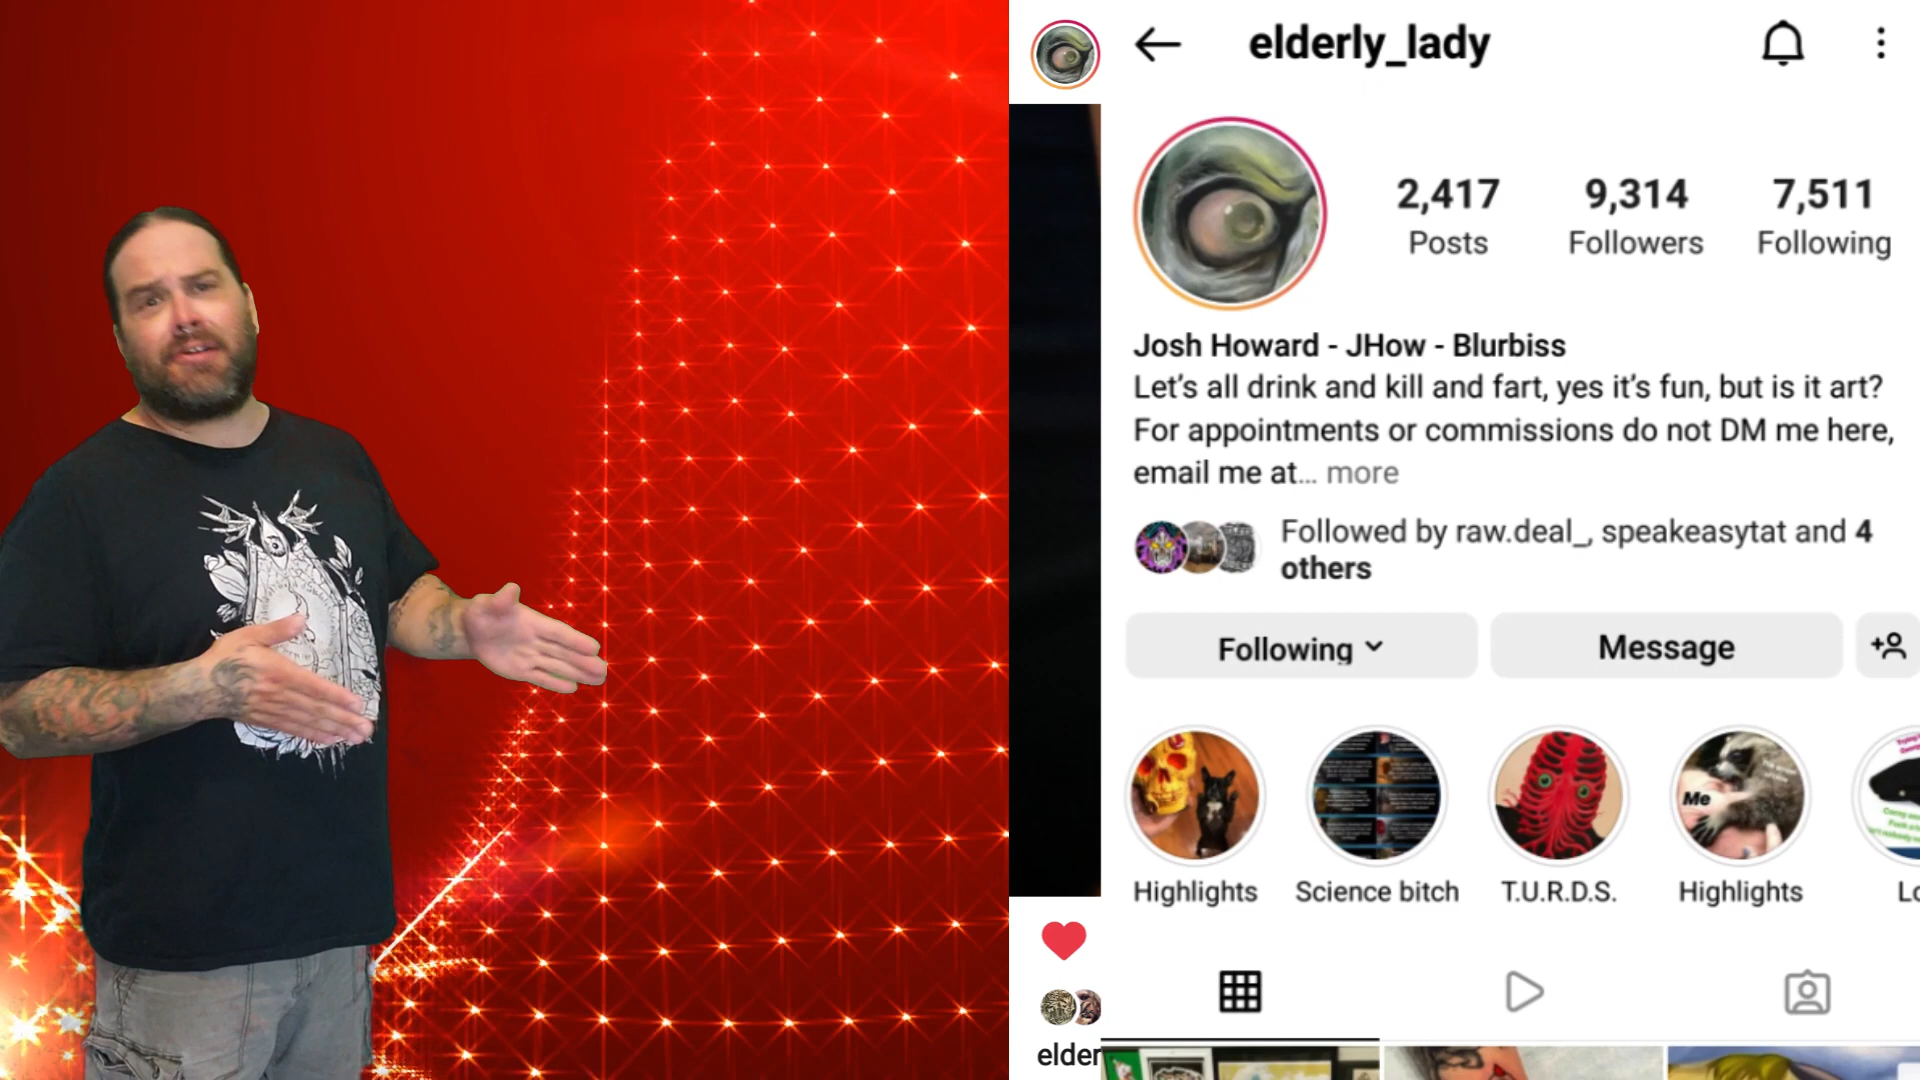 elderly_lady
2,417
Posts
9,314
Followers
7,511
Following
Josh Howard - JHow - Blurbiss
Let's all drink and kill and fart, yes it's fun, but is it art?
For appointments or commissions do not DM me here,
email me at... more
Followed by raw.deal_, speakeasytat and 4
others
Following
Message
Me
Highlights
Science bitch
T.U.R.D.S.
Highlights
Lo
elder